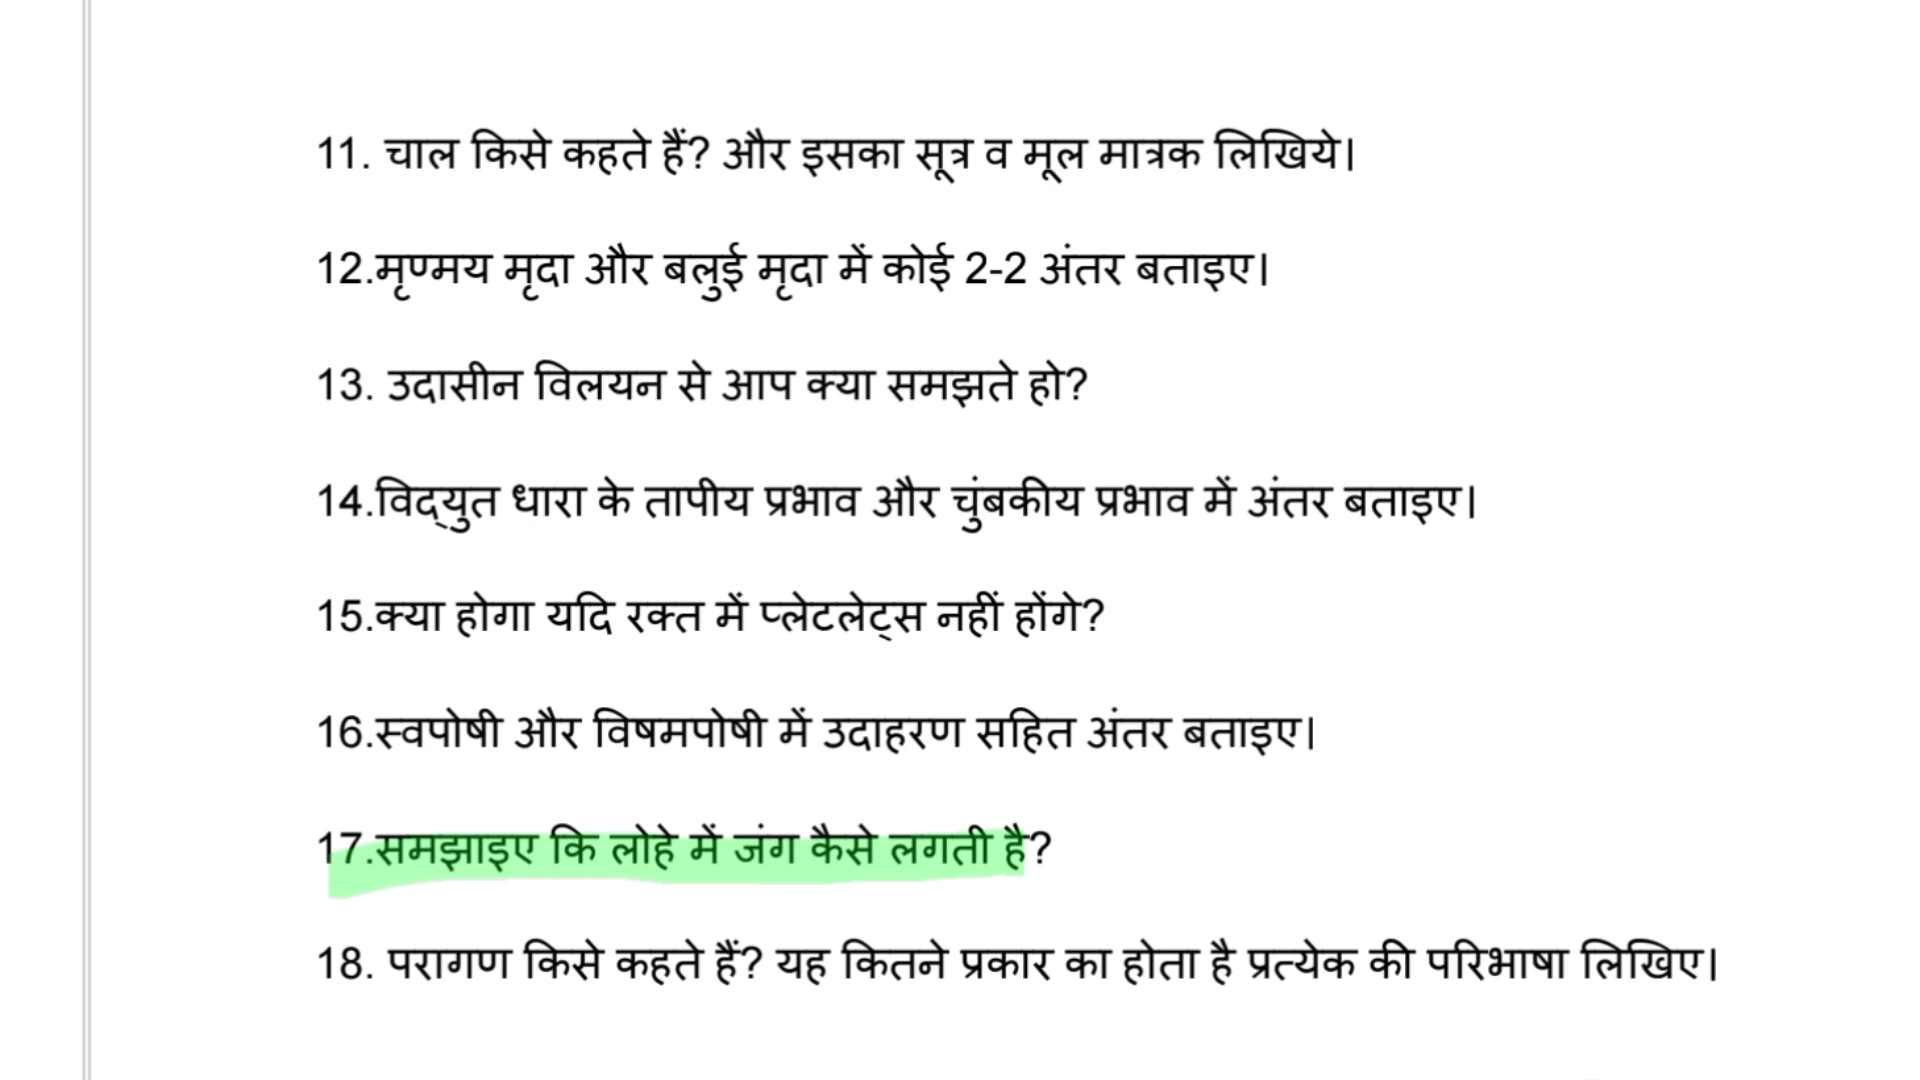 11. चाल किसे कहते हैं? और इसका सूत्र व मूल मात्रक लिखिये।
12.मृण्मय मृदा और बलुई मृदा में कोई 2-2 अंतर बताइए।
13. उदासीन विलयन से आप क्या समझते हो?
14.विद्युत धारा के तापीय प्रभाव और चुंबकीय प्रभाव में अंतर बताइए।
15.क्या होगा यदि रक्त में प्लेटलेट्स नहीं होंगे?
16.स्वपोषी और विषमपोषी में उदाहरण सहित अंतर बताइए।
17.समझाइए कि लोहे में जंग कैसे लगती है?
18. परागण किसे कहते हैं? यह कितने प्रकार का होता है प्रत्येक की परिभाषा लिखिए।